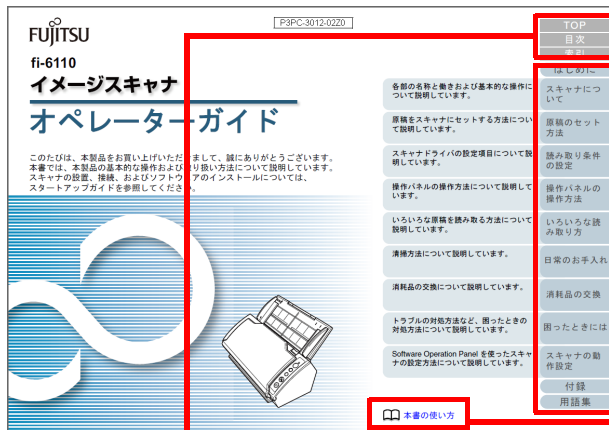 P3PC-3012-02Z0
FUJITSU
fi-6110
イメージスキャナ
オペレーターガイド
このたびは、本製品をお買い上げいただきまして、誠にありがとうございます。
本書では、本製品の基本的な操作および取り扱い方法について説明しています。
スキャナの設置、接続、およびソフトウェアのインストールについては、
スタートアップガイドを参照してください。
TOP
目次
索引
はじめに
各部の名称と働きおよび基本的な操作に
ついて説明しています。
スキャナにつ
いて
原稿をスキャナにセットする方法につい
て説明しています。
原稿のセット
方法
スキャナドライバの設定項目について説
明しています。
読み取り条件
の設定
操作パネルの操作方法について説明して
います。
操作パネルの
操作方法
いろいろな原稿を読み取る方法について
説明しています。
いろいろな読
み取り方
清掃方法について説明しています。
日常のお手入れ
消耗品の交換について説明しています。
消耗品の交換
トラブルの対処方法など、困ったときの
対処方法について説明しています。
困ったときには
Software Operation Panel を使ったスキャ
ナの設定方法について説明しています。
スキャナの動
作設定
付録
用語集
本書の使い方